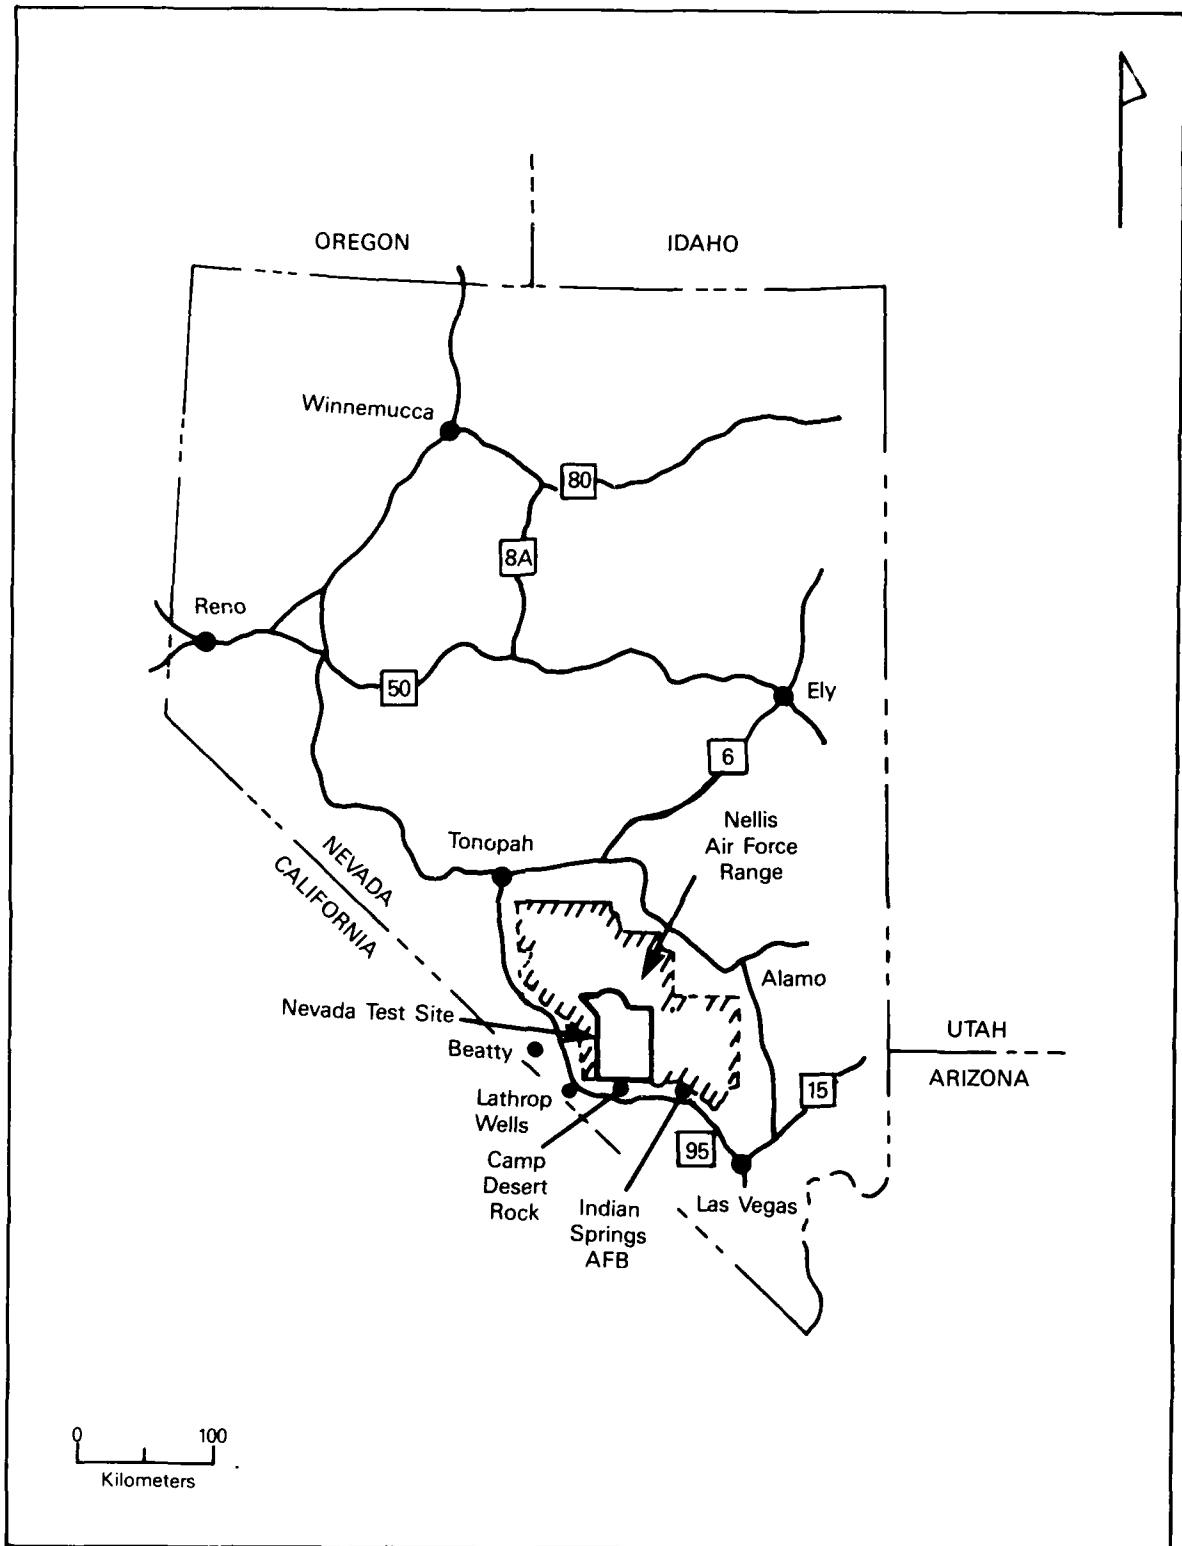 OREGON
IDAHO
Winnemucca
80
8A
Reno
50
Ely
6
Nellis
Air Force
Range
Tonopah
NEVADA
CALIFORNIA
Alamo
Nevada Test Site
Beatty
UTAH
ARIZONA
Lathrop
Wells
15
95
Camp
Desert
Rock
Indian
Springs
AFB
Las Vegas
0 100
Kilometers